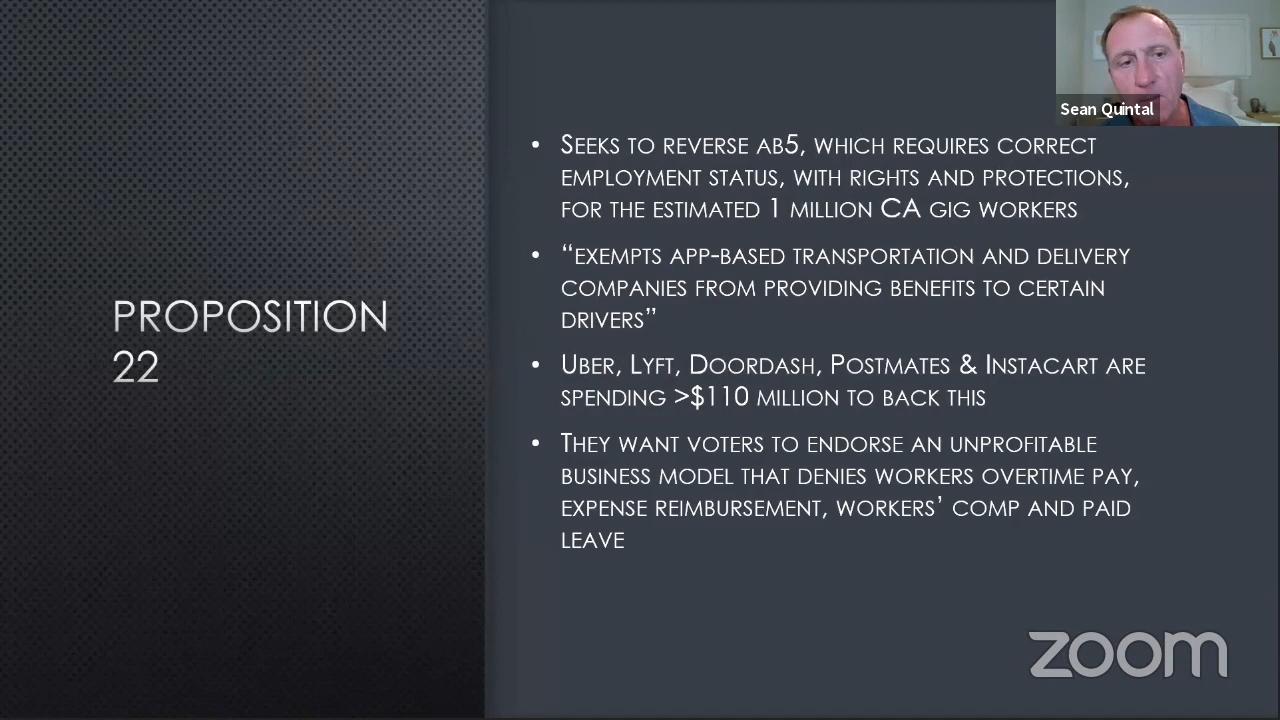 Sean Quintal
PROPOSITION
22
• SEEKS TO REVERSE AB5, WHICH REQUIRES CORRECT
EMPLOYMENT STATUS, WITH RIGHTS AND PROTECTIONS,
FOR THE ESTIMATED 1 MILLION CA GIG WORKERS
• “EXEMPTS APP-BASED TRANSPORTATION AND DELIVERY
COMPANIES FROM PROVIDING BENEFITS TO CERTAIN
DRIVERS”
• UBER, LYFT, DOORDASH, POSTMATES & INSTACART ARE
SPENDING >$110 MILLION TO BACK THIS
• THEY WANT VOTERS TO ENDORSE AN UNPROFITABLE
BUSINESS MODEL THAT DENIES WORKERS OVERTIME PAY,
EXPENSE REIMBURSEMENT, WORKERS’ COMP AND PAID
LEAVE
zoom